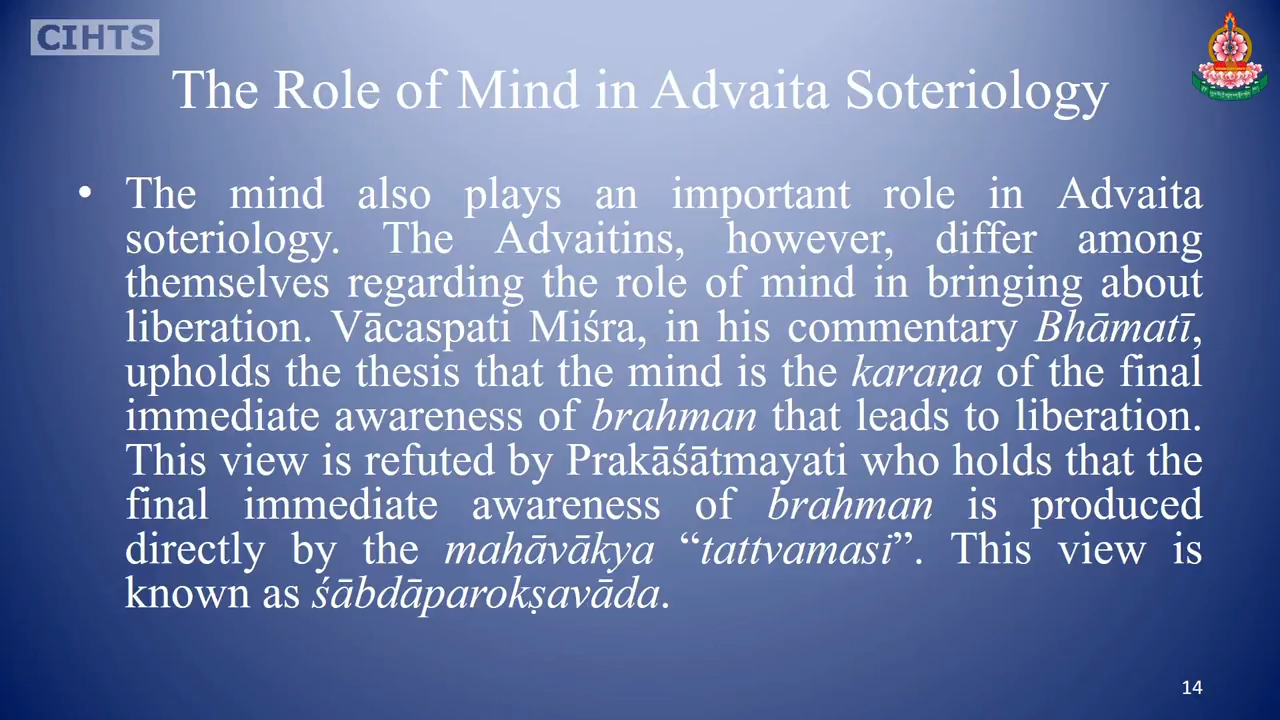 CIHTS
The Role of Mind in Advaita Soteriology
• The mind also plays an important role in Advaita
soteriology. The Advaitins, however, differ among
themselves regarding the role of mind in bringing about
liberation. Vācaspati Miśra, in his commentary Bhāmatī,
upholds the thesis that the mind is the karaṇa of the final
immediate awareness of brahman that leads to liberation.
This view is refuted by Prakāśātmayati who holds that the
final immediate awareness of brahman is produced
directly by the mahāvākya “tattvamasi”. This view is
known as śābdāparokṣavāda.
14